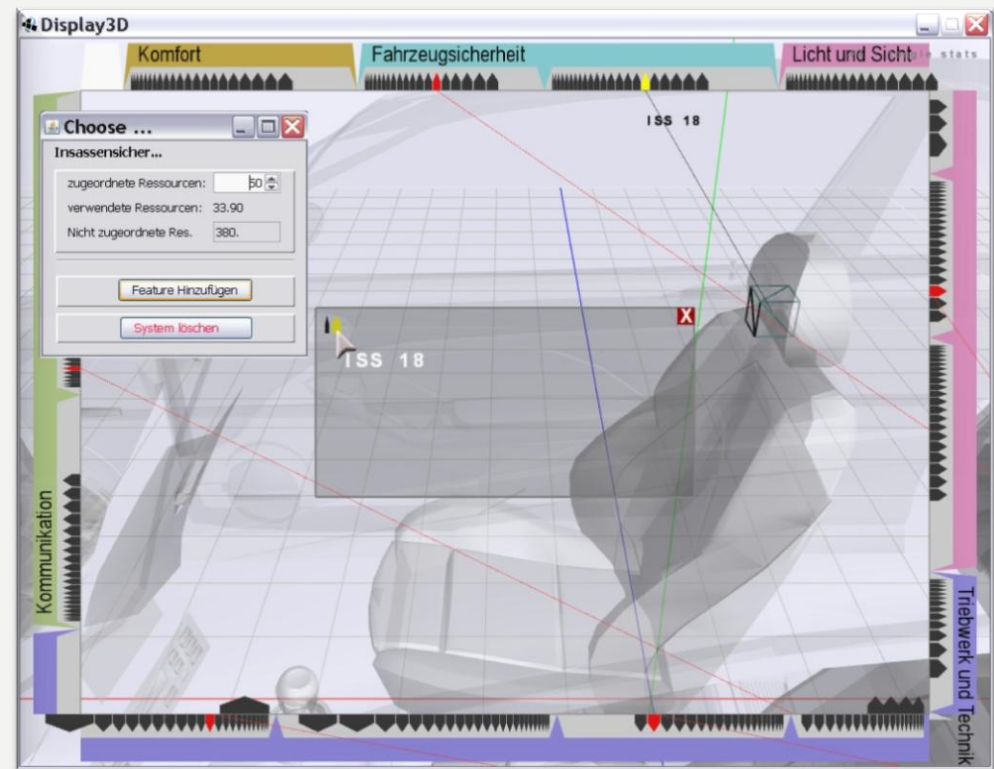 Display3D
Komfort
Fahrzeugsicherheit
Licht und Sicht
stats
Choose ...
Insassensicher...
zugeordnete Ressourcen: 50
verwendete Ressourcen: 33.90
Nicht zugeordnete Res. 380.
Feature Hinzufügen
System löschen
ISS 18
X
ISS 18
Kommunikation
Triebwerk und Technik